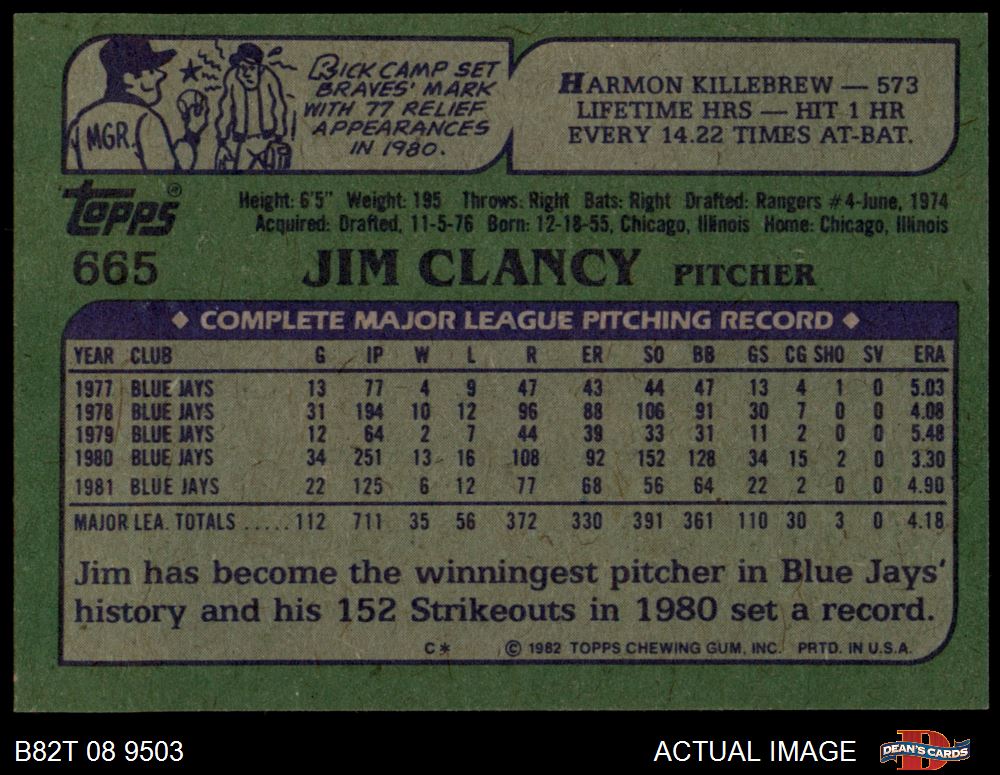 MGR.
RICK CAMP SET
BRAVES' MARK
WITH 77 RELIEF
APPEARANCES
IN 1980.
HARMON KILLEBREW — 573
LIFETIME HRS — HIT 1 HR
EVERY 14.22 TIMES AT-BAT.
Topps®
Height: 6'5" Weight: 195 Throws: Right Bats: Right Drafted: Rangers #4-June, 1974
Acquired: Drafted, 11-5-76 Born: 12-18-55, Chicago, Illinois Home: Chicago, Illinois
665 JIM CLANCY PITCHER
◆ COMPLETE MAJOR LEAGUE PITCHING RECORD ◆
YEAR CLUB G IP W L R ER SO BB GS CG SHO SV ERA
1977 BLUE JAYS 13 77 4 9 47 43 44 47 13 4 1 0 5.03
1978 BLUE JAYS 31 194 10 12 96 88 106 91 30 7 0 0 4.08
1979 BLUE JAYS 12 64 2 7 44 39 33 31 11 2 0 0 5.48
1980 BLUE JAYS 34 251 13 16 108 92 152 128 34 15 2 0 3.30
1981 BLUE JAYS 22 125 6 12 77 68 56 64 22 2 0 0 4.90
MAJOR LEA. TOTALS .....112 711 35 56 372 330 391 361 110 30 3 0 4.18
Jim has become the winningest pitcher in Blue Jays'
history and his 152 Strikeouts in 1980 set a record.
C* © 1982 TOPPS CHEWING GUM, INC. PRTD. IN U.S.A.
B82T 08 9503 ACTUAL IMAGE DEAN'S CARDS